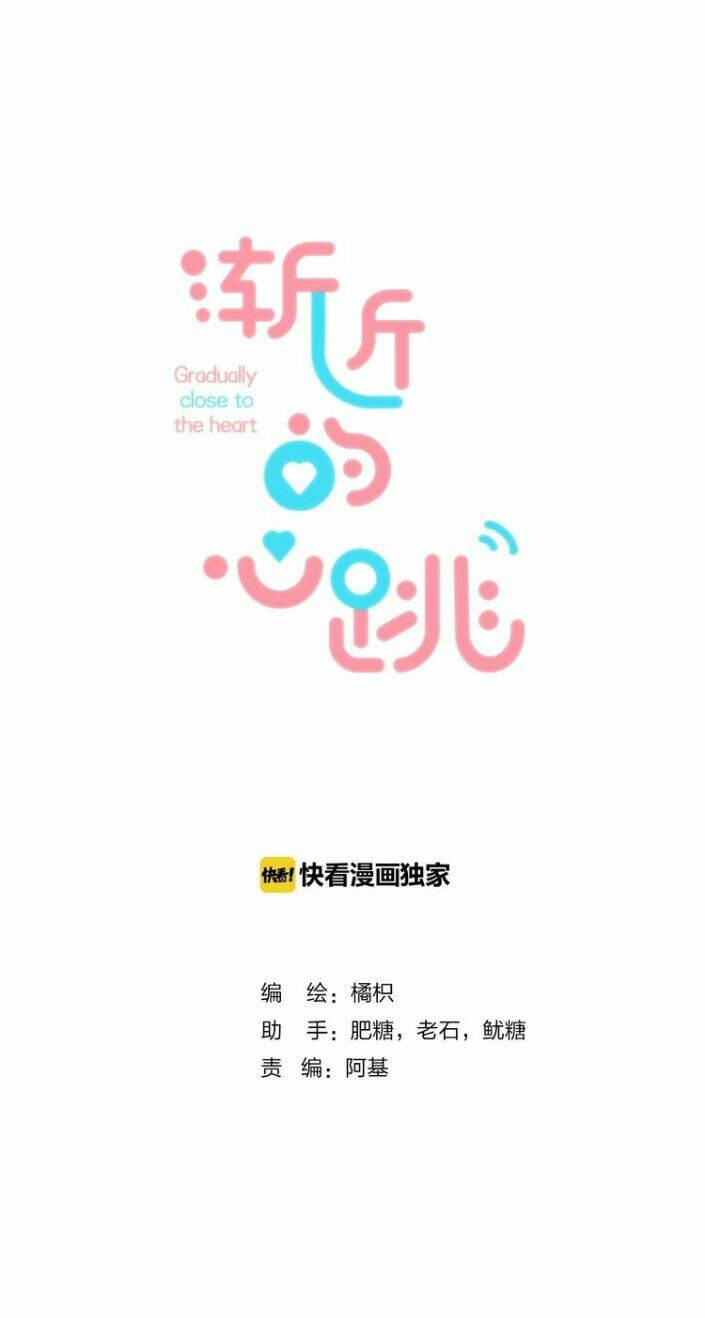 渐近
Gradually
close to
the heart
的
心跳
快看! 快看漫画独家
编 绘：橘枳
助 手：肥糖，老石，鱿糖
责 编：阿基